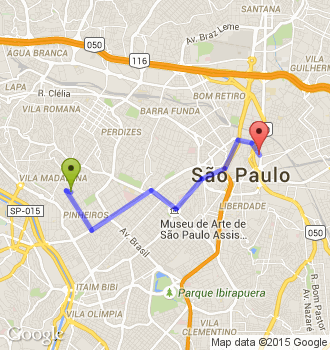 SANTANA
050
Av. Braz Leme
VILA
GUILHERME
ÁGUA BRANCA
116
050
LAPA
R. Clélia
BOM RETIRO
VILA ROMANA
BARRA FUNDA
PERDIZES
VILA MADALENA
São Paulo
SP-015
LIBERDADE
PINHEIROS
Museu de Arte de
São Paulo Assis...
Av. Brasil
ITAIM BIBI
Parque Ibirapuera
VILA OLÍMPIA
R. Bom Pastor
Av. Nazaré
VILA
CLEMENTINO
Google
Map data ©2015 Google